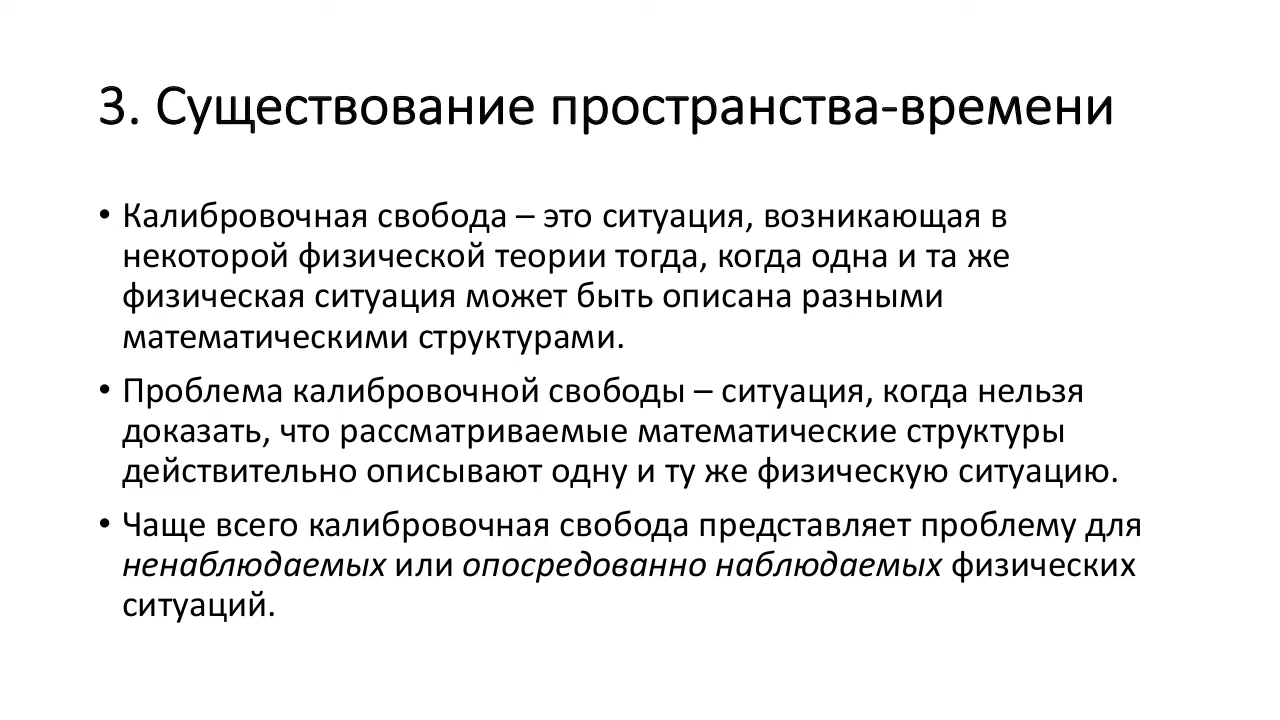 3. Существование пространства-времени
• Калибровочная свобода – это ситуация, возникающая в
некоторой физической теории тогда, когда одна и та же
физическая ситуация может быть описана разными
математическими структурами.
• Проблема калибровочной свободы – ситуация, когда нельзя
доказать, что рассматриваемые математические структуры
действительно описывают одну и ту же физическую ситуацию.
• Чаще всего калибровочная свобода представляет проблему для
ненаблюдаемых или опосредованно наблюдаемых физических
ситуаций.